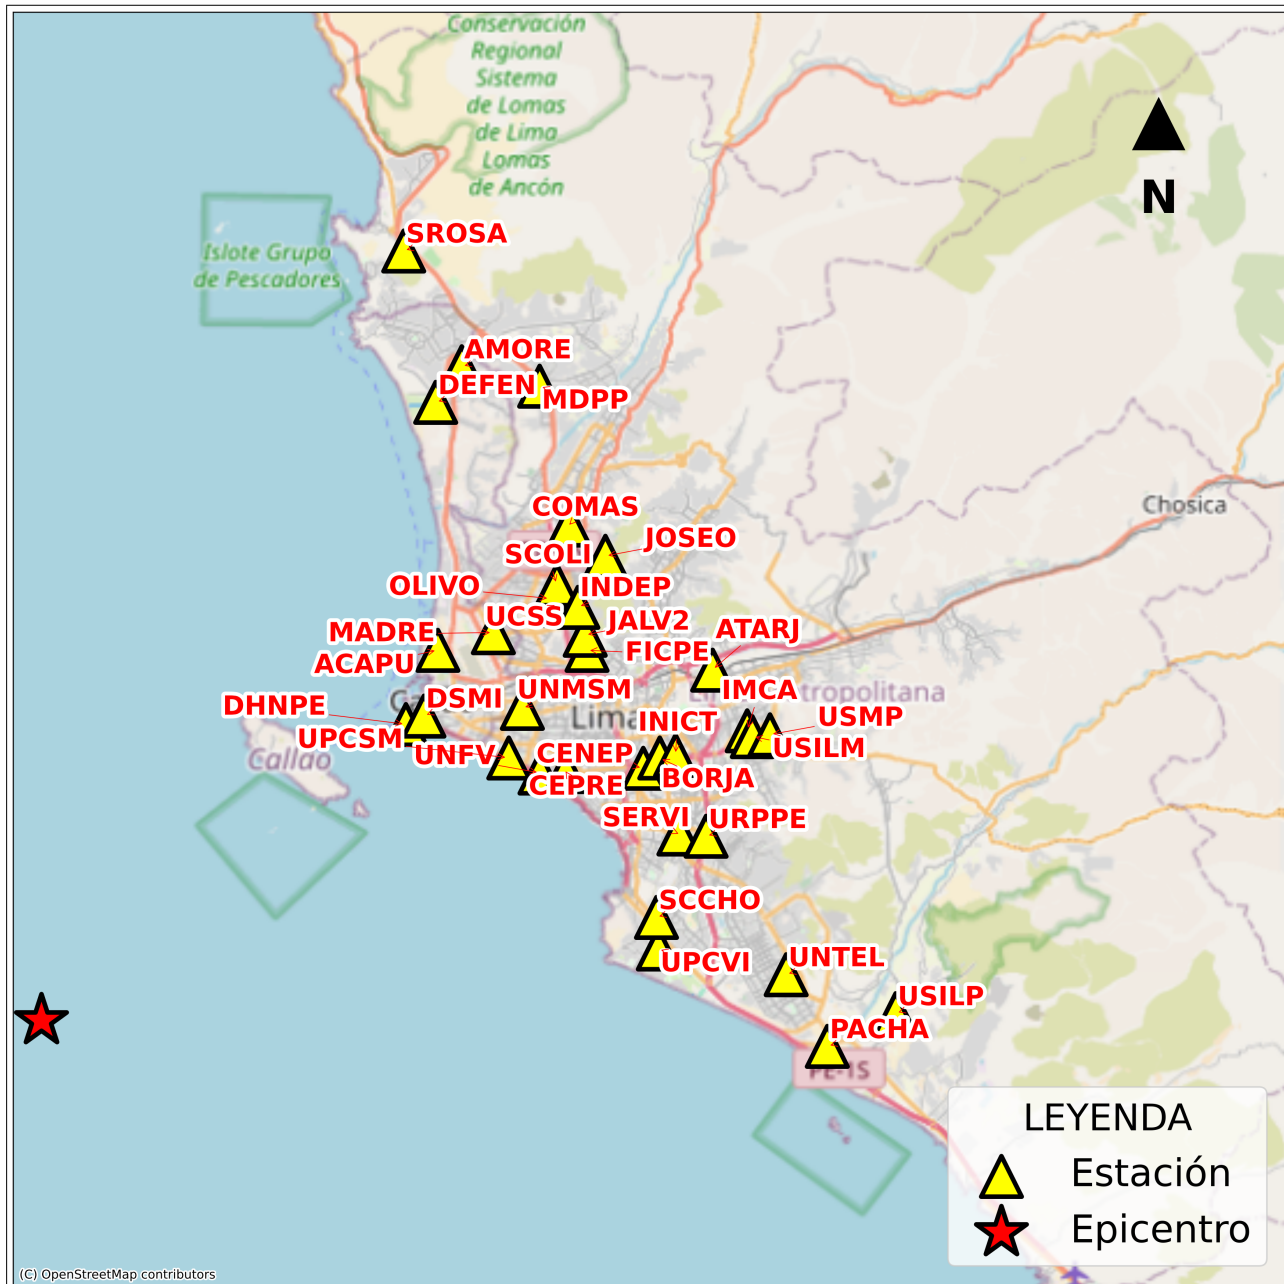 Conservación
Regional
Sistema
de Lomas
de Lima
Lomas
de Ancón
N
Islote Grupo
de Pescadores
SROSA
AMORE
DEFEN
MDPP
Chosica
COMAS
JOSEO
SCOLI
OLIVO
INDEP
UCSS
JALV2
MADRE
ATARJ
FICPE
ACAPU
UNMSM
IMCA
tropolitana
DSMI
DHNPE
Lima
INICT
USMP
UPCSM
USILM
UNFV
CENEP
Callao
BORJA
CEPRE
SERVI
URPPE
SCCHO
UPCVI
UNTEL
USILP
PACHA
PE-1S
LEYENDA
Estación
Epicentro
(C) OpenStreetMap contributors